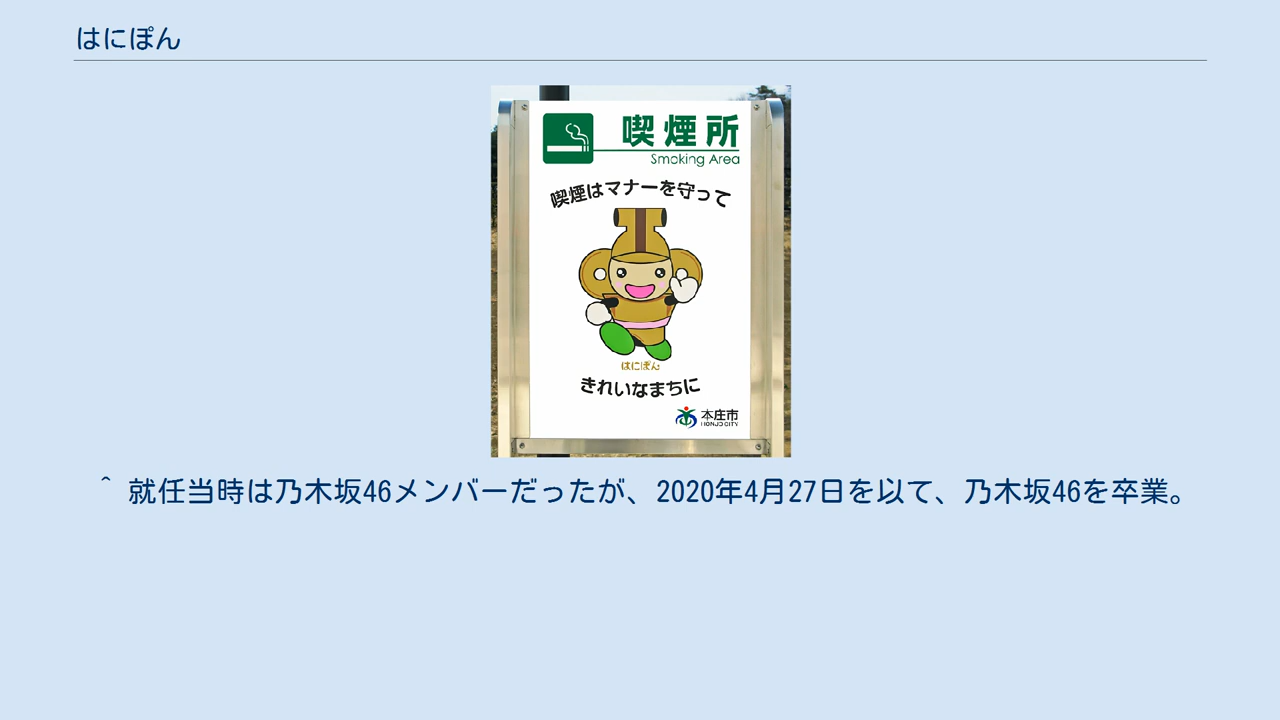 はにぽん
喫煙所
Smoking Area
喫煙はマナーを守って
はにぽん
きれいなまちに
本庄市
HONJO CITY
^ 就任当時は乃木坂46メンバーだったが、2020年4月27日を以て、乃木坂46を卒業。